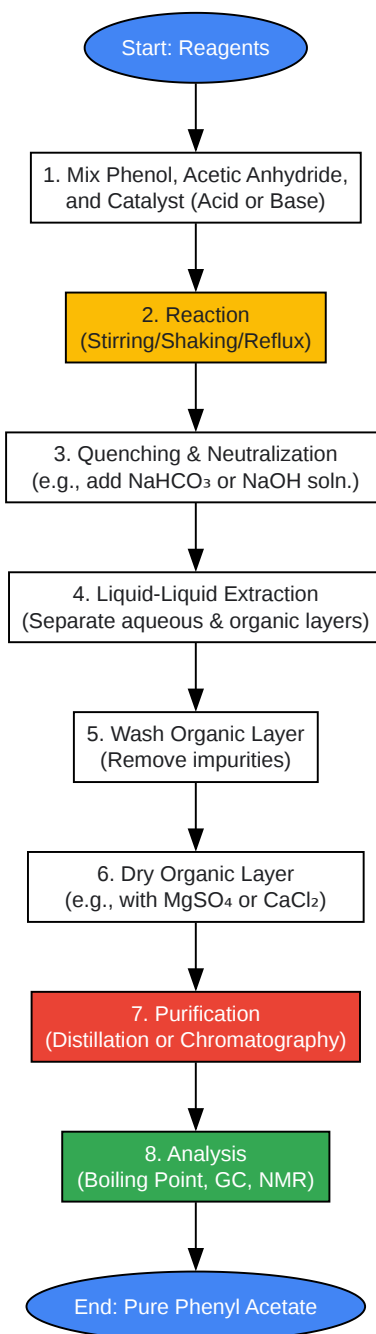 Start: Reagents
1. Mix Phenol, Acetic Anhydride,
and Catalyst (Acid or Base)
2. Reaction
(Stirring/Shaking/Reflux)
3. Quenching & Neutralization
(e.g., add NaHCO₃ or NaOH soln.)
4. Liquid-Liquid Extraction
(Separate aqueous & organic layers)
5. Wash Organic Layer
(Remove impurities)
6. Dry Organic Layer
(e.g., with MgSO₄ or CaCl₂)
7. Purification
(Distillation or Chromatography)
8. Analysis
(Boiling Point, GC, NMR)
End: Pure Phenyl Acetate